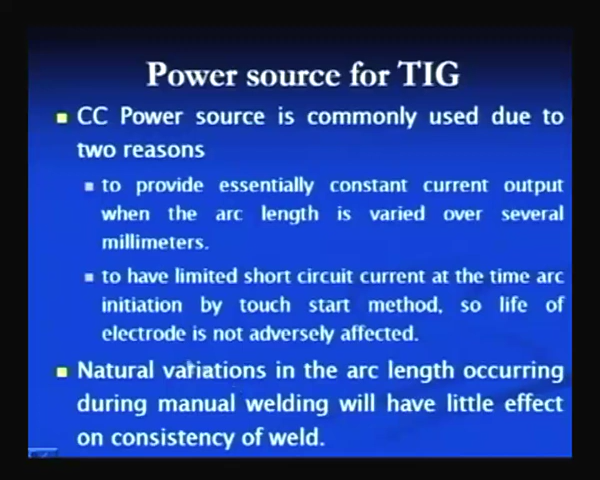 Power source for TIG
CC Power source is commonly used due to
two reasons
to provide essentially constant current output
when the arc length is varied over several
millimeters.
to have limited short circuit current at the time arc
initiation by touch start method, so life of
electrode is not adversely affected.
Natural variations in the arc length occurring
during manual welding will have little effect
on consistency of weld.